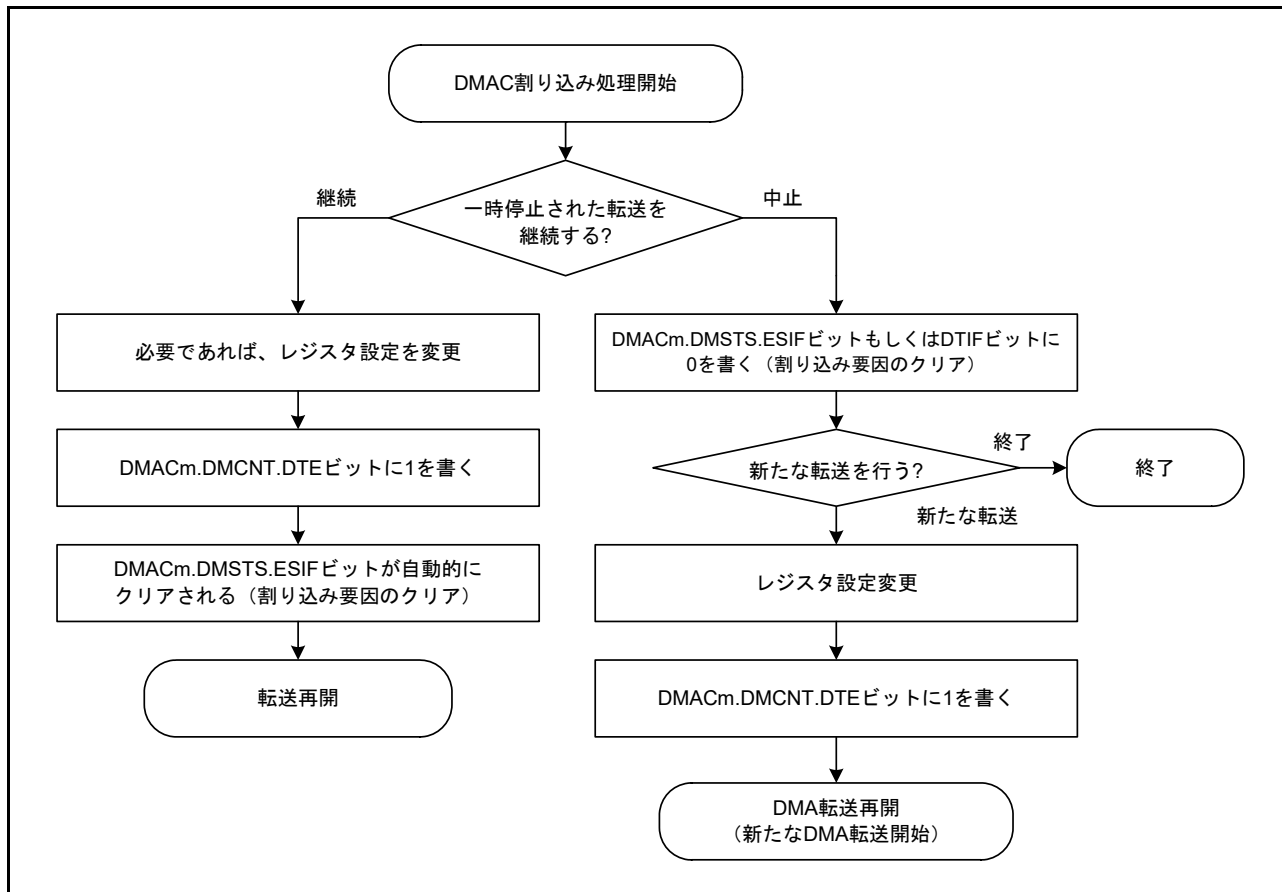 DMAC割り込み処理開始
一時停止された転送を
継続する?
継続
中止
必要であれば、レジスタ設定を変更
DMACm.DMCNT.DTEビットに1を書く
DMACm.DMSTS.ESIFビットが自動的に
クリアされる（割り込み要因のクリア）
転送再開
DMACm.DMSTS.ESIFビットもしくはDTIFビットに
0を書く（割り込み要因のクリア）
新たな転送を行う?
終了
終了
新たな転送
レジスタ設定変更
DMACm.DMCNT.DTEビットに1を書く
DMA転送再開
（新たなDMA転送開始）